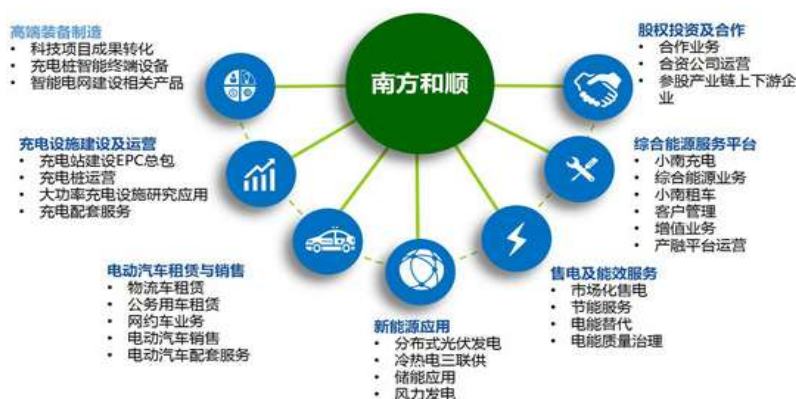 高端装备制造
• 科技项目成果转化
• 充电桩智能终端设备
• 智能电网建设相关产品
南方和顺
股权投资及合作
• 合作业务
• 合资公司运营
• 参股产业链上下游企
业
充电设施建设及运营
• 充电站建设EPC总包
• 充电桩运营
• 大功率充电设施研究应用
• 充电配套服务
综合能源服务平台
• 小南充电
• 综合能源业务
• 小南租车
• 客户管理
• 增值业务
• 产融平台运营
电动汽车租赁与销售
• 物流车租赁
• 公务用车租赁
• 网约车业务
• 电动汽车销售
• 电动汽车配套服务
新能源应用
• 分布式光伏发电
• 冷热电三联供
• 储能应用
• 风力发电
售电及能效服务
• 市场化售电
• 节能服务
• 电能替代
• 电能质量治理